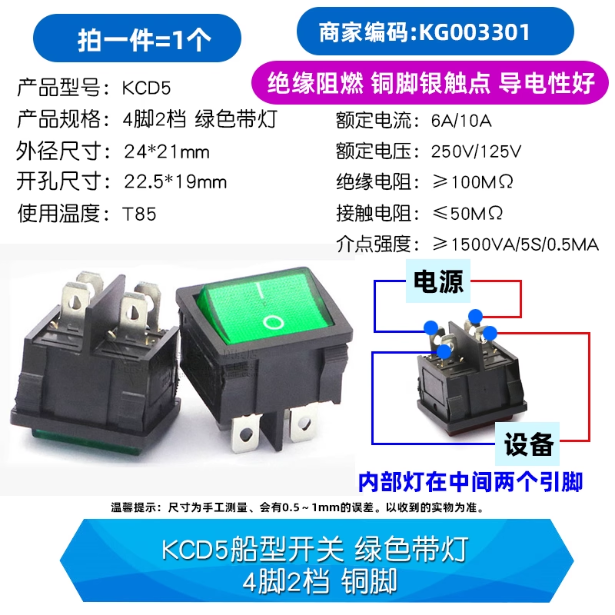 拍一件=1个
商家编码:KG003301
绝缘阻燃 铜脚银触点 导电性好
产品型号: KCD5
产品规格: 4脚2档 绿色带灯
外径尺寸: 24*21mm
开孔尺寸: 22.5*19mm
使用温度: T85
额定电流: 6A/10A
额定电压: 250V/125V
绝缘电阻: ≥100MΩ
接触电阻: ≤50MΩ
介点强度: ≥1500VA/5S/0.5MA
电源
设备
内部灯在中间两个引脚
温馨提示: 尺寸为手工测量、会有0.5~1mm的误差。以收到的实物为准。
KCD5船型开关 绿色带灯
4脚2档 铜脚